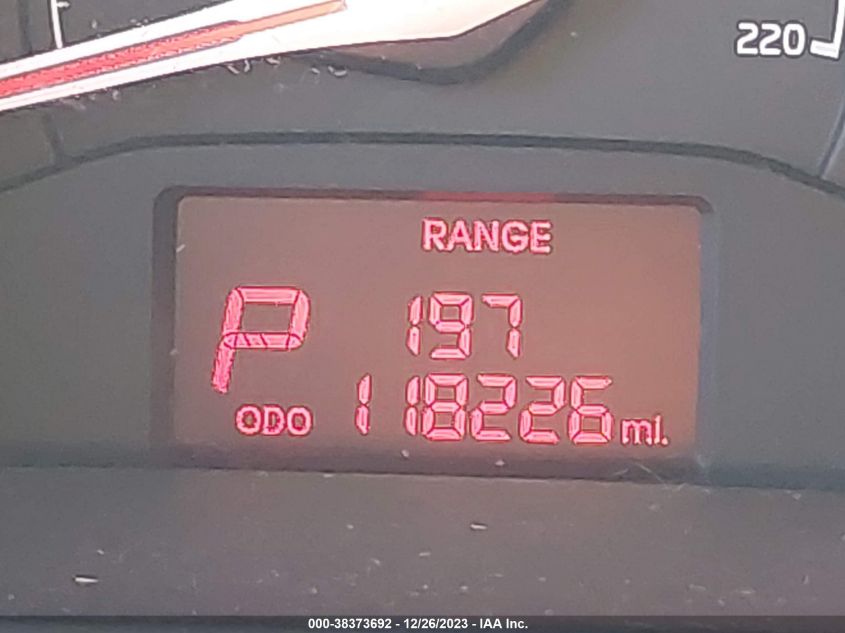 220
RANGE
P 197
ODO 118226 mi.
000-38373692 - 12/26/2023 - IAA Inc.